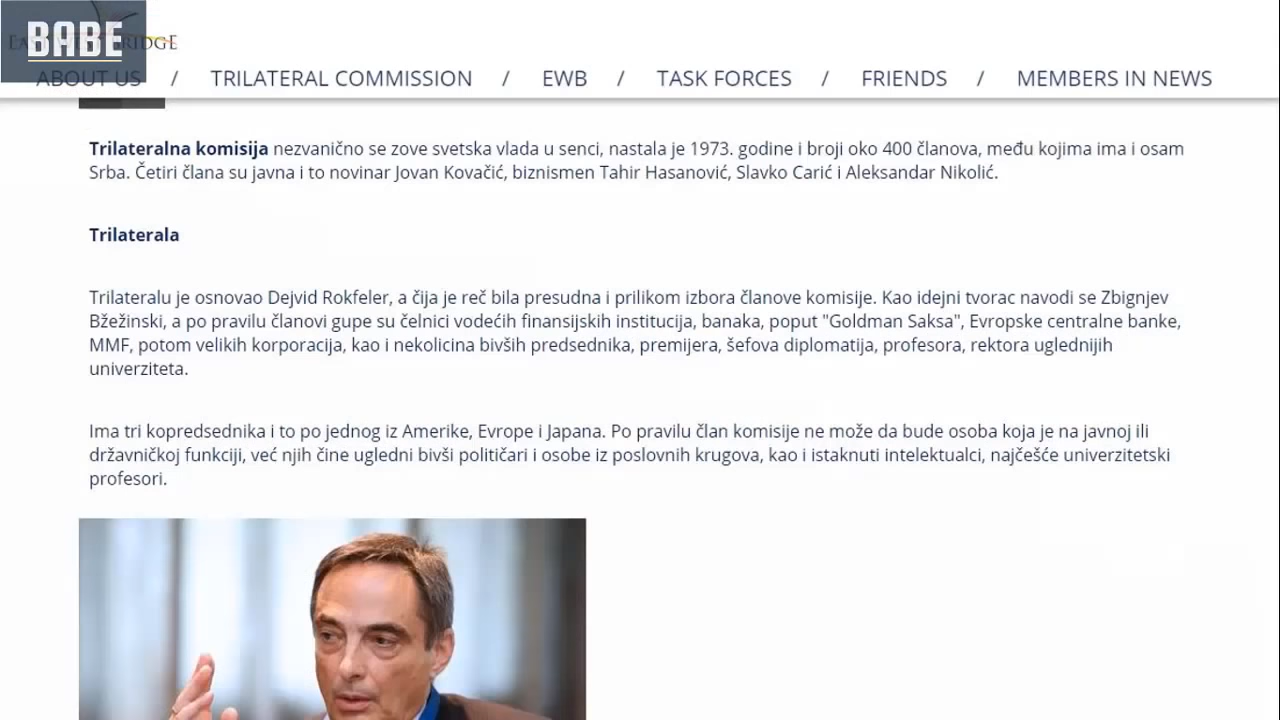 BABE
ABOUT US / TRILATERAL COMMISSION / EWB / TASK FORCES / FRIENDS / MEMBERS IN NEWS
Trilateralna komisija nezvanično se zove svetska vlada u senci, nastala je 1973. godine i broji oko 400 članova, među kojima ima i osam
Srba. Četiri člana su javna i to novinar Jovan Kovačić, biznismen Tahir Hasanović, Slavko Carić i Aleksandar Nikolić.
Trilaterala
Trilateralu je osnovao Dejvid Rokfeler, a čija je reč bila presudna i prilikom izbora članove komisije. Kao idejni tvorac navodi se Zbignjev
Bžežinski, a po pravilu članovi gupe su čelnici vodećih finansijskih institucija, banaka, poput "Goldman Saksa", Evropske centralne banke,
MMF, potom velikih korporacija, kao i nekolicina bivših predsednika, premijera, šefova diplomatija, profesora, rektora uglednijih
univerziteta.
Ima tri kopredsednika i to po jednog iz Amerike, Evrope i Japana. Po pravilu član komisije ne može da bude osoba koja je na javnoj ili
državničkoj funkciji, već njih čine ugledni bivši političari i osobe iz poslovnih krugova, kao i istaknuti intelektualci, najčešće univerzitetski
profesori.